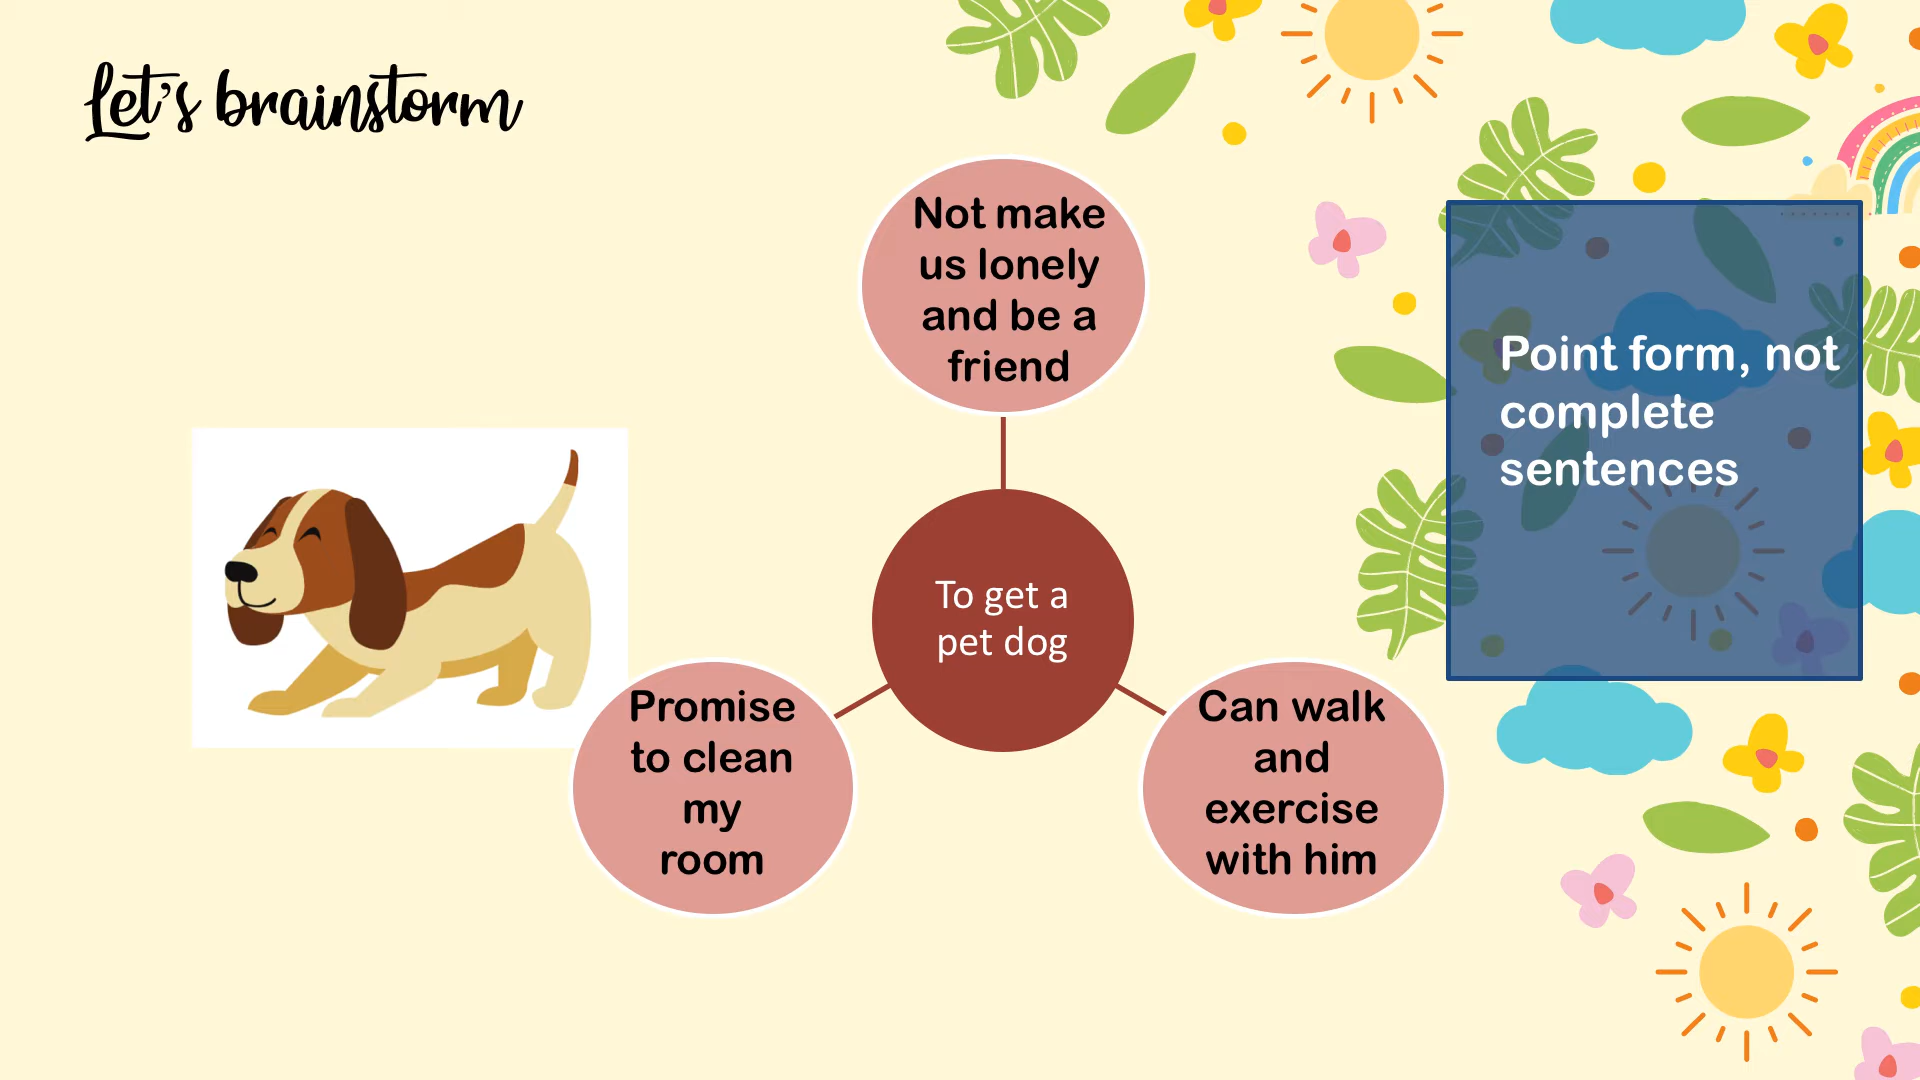 Let's brainstorm
Not make
us lonely
and be a
friend
Point form, not
complete
sentences
To get a
pet dog
Promise
to clean
my
room
Can walk
and
exercise
with him